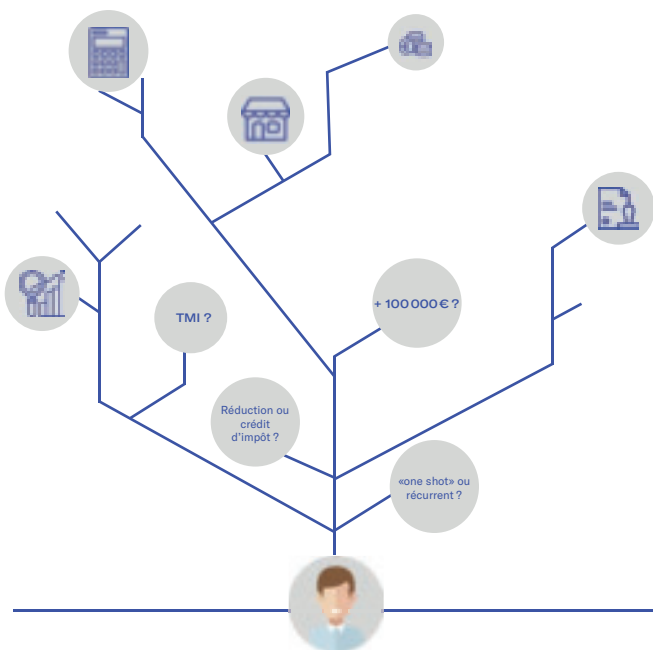 + 100 000 € ?
TMI ?
Réduction ou
crédit
d’impôt ?
«one shot» ou
récurrent ?